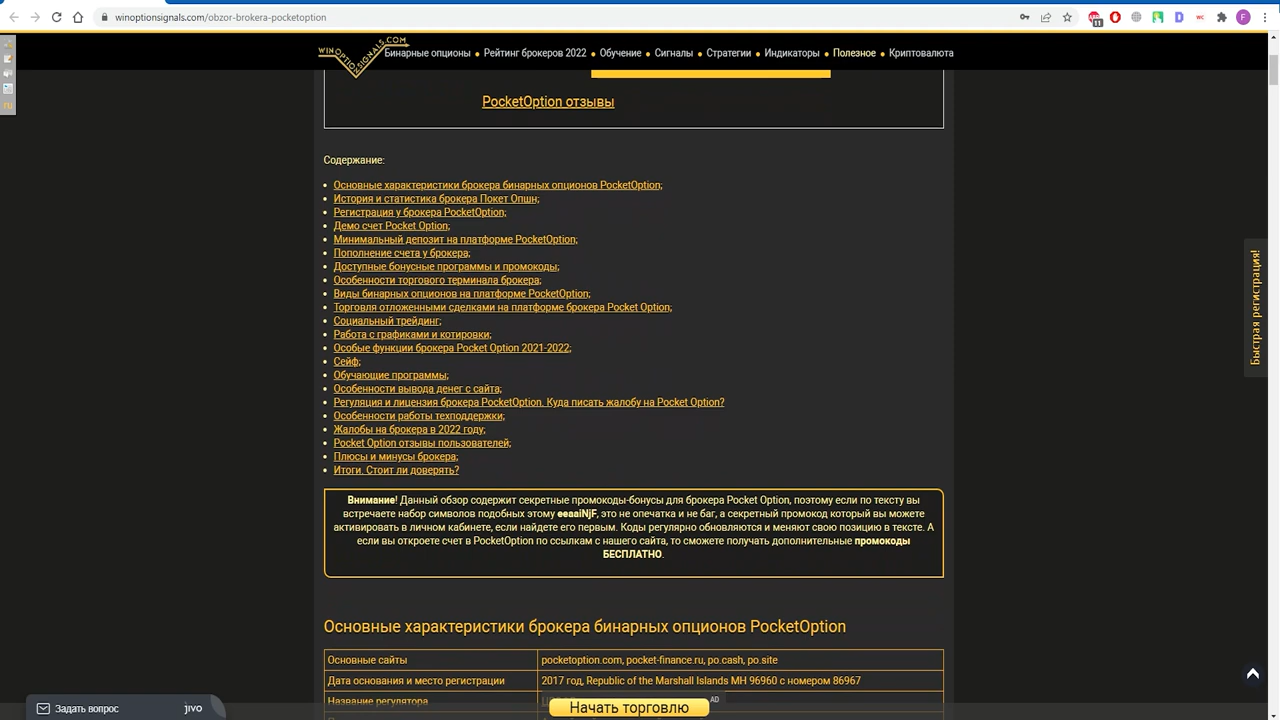 winoptionsignals.com/obzor-brokera-pocketoption
WINOPTIONSIGNALS.COM
Бинарные опционы • Рейтинг брокеров 2022 • Обучение • Сигналы • Стратегии • Индикаторы • Полезное • Криптовалюта
ru
PocketOption отзывы
Содержание:
Основные характеристики брокера бинарных опционов PocketOption;
История и статистика брокера Покет Опшн;
Регистрация у брокера PocketOption;
Демо счет Pocket Option;
Минимальный депозит на платформе PocketOption;
Пополнение счета у брокера;
Доступные бонусные программы и промокоды;
Особенности торгового терминала брокера;
Виды бинарных опционов на платформе PocketOption;
Торговля отложенными сделками на платформе брокера Pocket Option;
Социальный трейдинг;
Работа с графиками и котировки;
Особые функции брокера Pocket Option 2021-2022;
Сейф;
Обучающие программы;
Особенности вывода денег с сайта;
Регуляция и лицензия брокера PocketOption. Куда писать жалобу на Pocket Option?
Особенности работы техподдержки;
Жалобы на брокера в 2022 году;
Pocket Option отзывы пользователей;
Плюсы и минусы брокера;
Итоги. Стоит ли доверять?
Быстрая регистрация!
Внимание! Данный обзор содержит секретные промокоды-бонусы для брокера Pocket Option, поэтому если по тексту вы
встречаете набор символов подобных этому eeaaiNjF, это не опечатка и не баг, а секретный промокод который вы можете
активировать в личном кабинете, если найдете его первым. Коды регулярно обновляются и меняют свою позицию в тексте. А
если вы откроете счет в PocketOption по ссылкам с нашего сайта, то сможете получать дополнительные промокоды
БЕСПЛАТНО.
Основные характеристики брокера бинарных опционов PocketOption
Основные сайты pocketoption.com, pocket-finance.ru, po.cash, po.site
Дата основания и место регистрации 2017 год, Republic of the Marshall Islands MH 96960 с номером 86967
Название регулятора
AD
Начать торговлю
Задать вопрос jivo